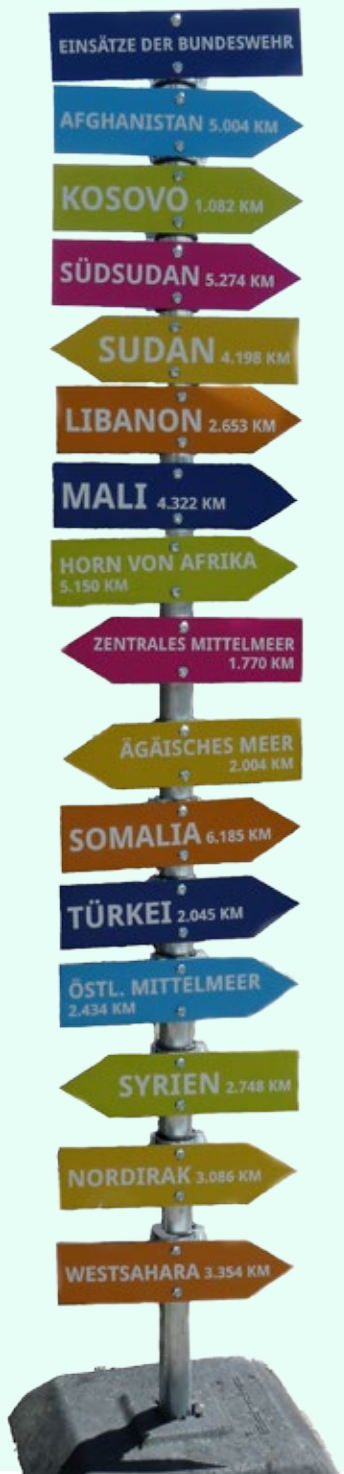 EINSÄTZE DER BUNDESWEHR
AFGHANISTAN 5.004 KM
KOSOVO 1.082 KM
SÜDSUDAN 5.274 KM
SUDAN 4.198 KM
LIBANON 2.653 KM
MALI 4.322 KM
HORN VON AFRIKA
5.150 KM
ZENTRALES MITTELMEER
1.770 KM
ÄGÄISCHES MEER
2.004 KM
SOMALIA 6.185 KM
TÜRKEI 2.045 KM
ÖSTL. MITTELMEER
2.434 KM
SYRIEN 2.748 KM
NORDIRAK 3.086 KM
WESTSAHARA 3.354 KM